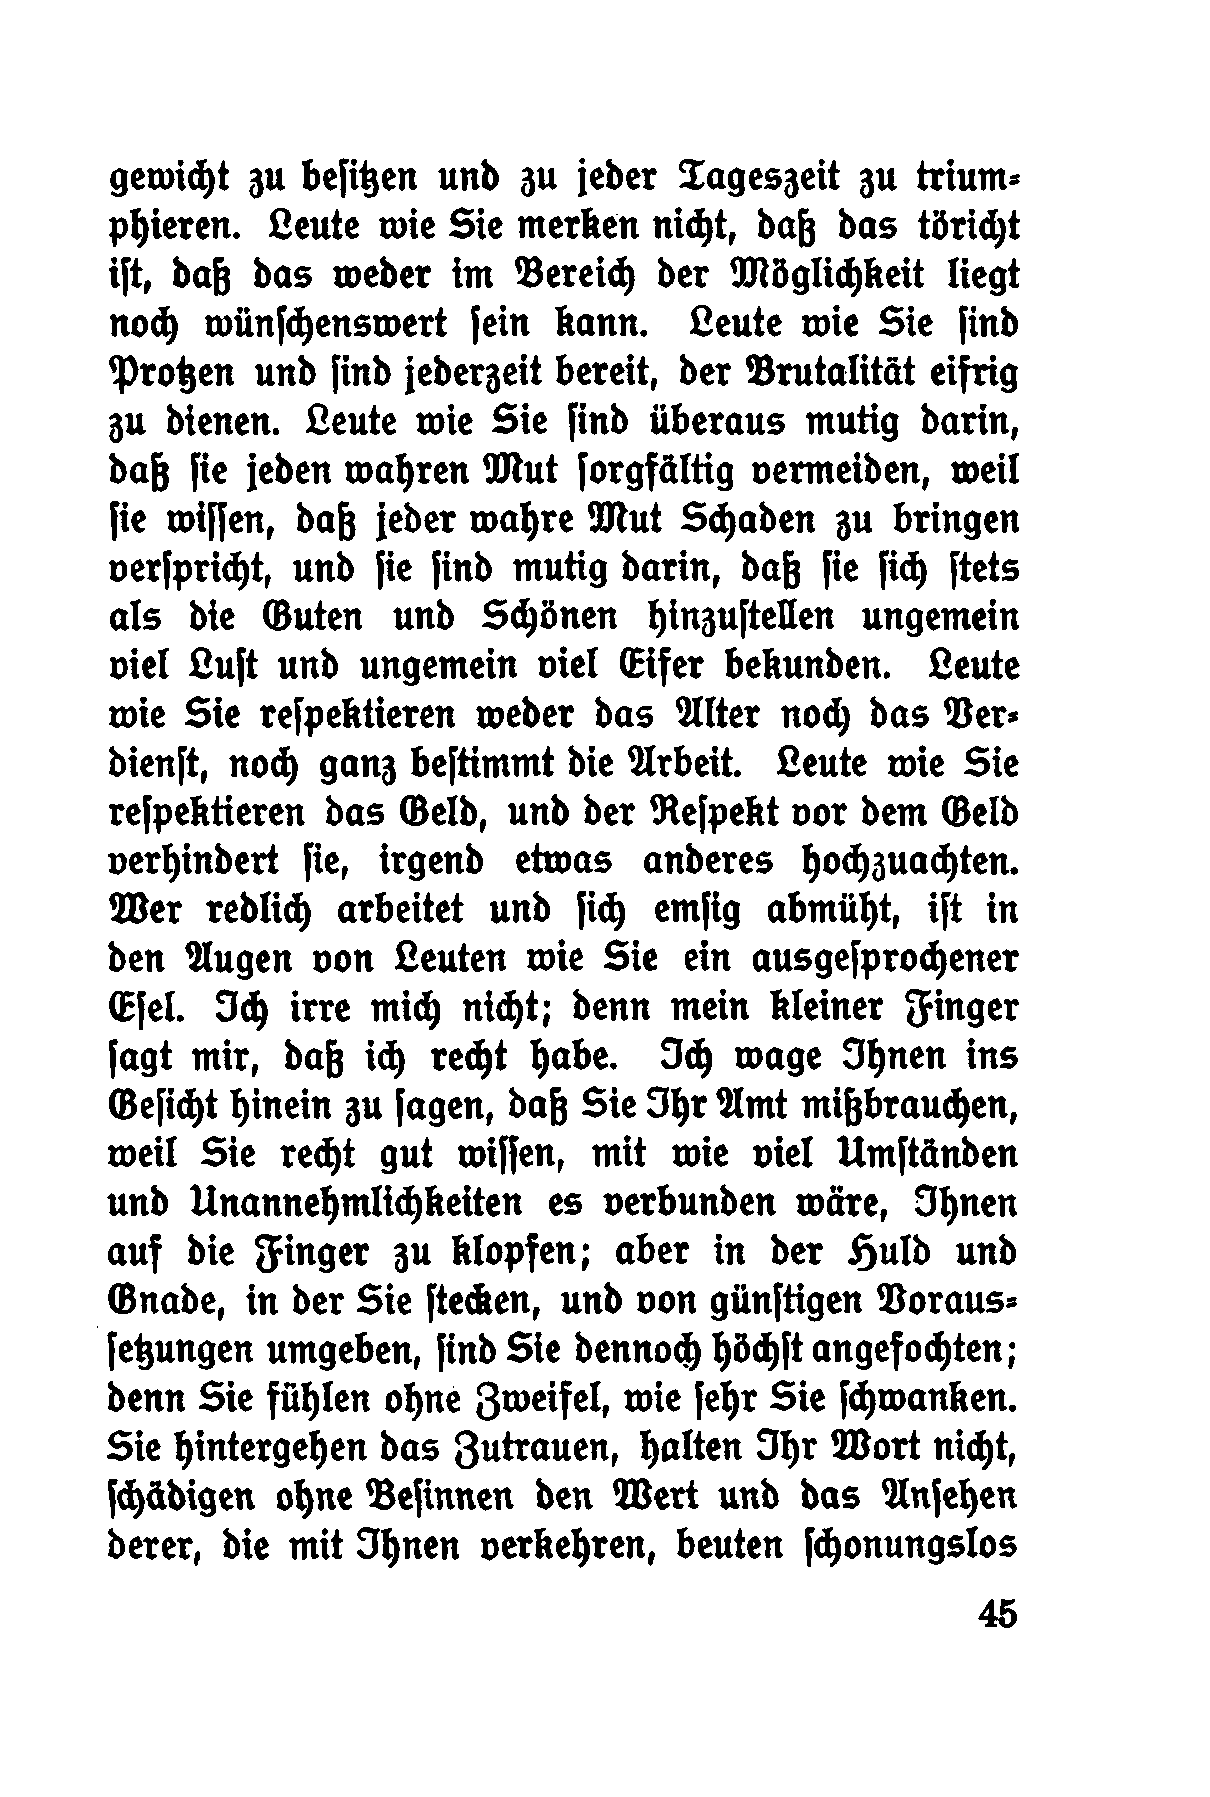 gewicht zu besitzen und zu jeder Tageszeit zu trium-
phieren. Leute wie Sie merken nicht, daß das töricht
ist, daß das weder im Bereich der Möglichkeit liegt
noch wünschenswert sein kann. Leute wie Sie sind
Protzen und sind jederzeit bereit, der Brutalität eifrig
zu dienen. Leute wie Sie sind überaus mutig darin,
daß sie jeden wahren Mut sorgfältig vermeiden, weil
sie wissen, daß jeder wahre Mut Schaden zu bringen
verspricht, und sie sind mutig darin, daß sie sich stets
als die Guten und Schönen hinzustellen ungemein
viel Lust und ungemein viel Eifer bekunden. Leute
wie Sie respektieren weder das Alter noch das Ver-
dienst, noch ganz bestimmt die Arbeit. Leute wie Sie
respektieren das Geld, und der Respekt vor dem Geld
verhindert sie, irgend etwas anderes hochzuachten.
Wer redlich arbeitet und sich emsig abmüht, ist in
den Augen von Leuten wie Sie ein ausgesprochener
Esel. Ich irre mich nicht; denn mein kleiner Finger
sagt mir, daß ich recht habe. Ich wage Ihnen ins
Gesicht hinein zu sagen, daß Sie Ihr Amt mißbrauchen,
weil Sie recht gut wissen, mit wie viel Umständen
und Unannehmlichkeiten es verbunden wäre, Ihnen
auf die Finger zu klopfen; aber in der Huld und
Gnade, in der Sie stecken, und von günstigen Voraus-
setzungen umgeben, sind Sie dennoch höchst angefochten;
denn Sie fühlen ohne Zweifel, wie sehr Sie schwanken.
Sie hintergehen das Zutrauen, halten Ihr Wort nicht,
schädigen ohne Besinnen den Wert und das Ansehen
derer, die mit Ihnen verkehren, beuten schonungslos
45